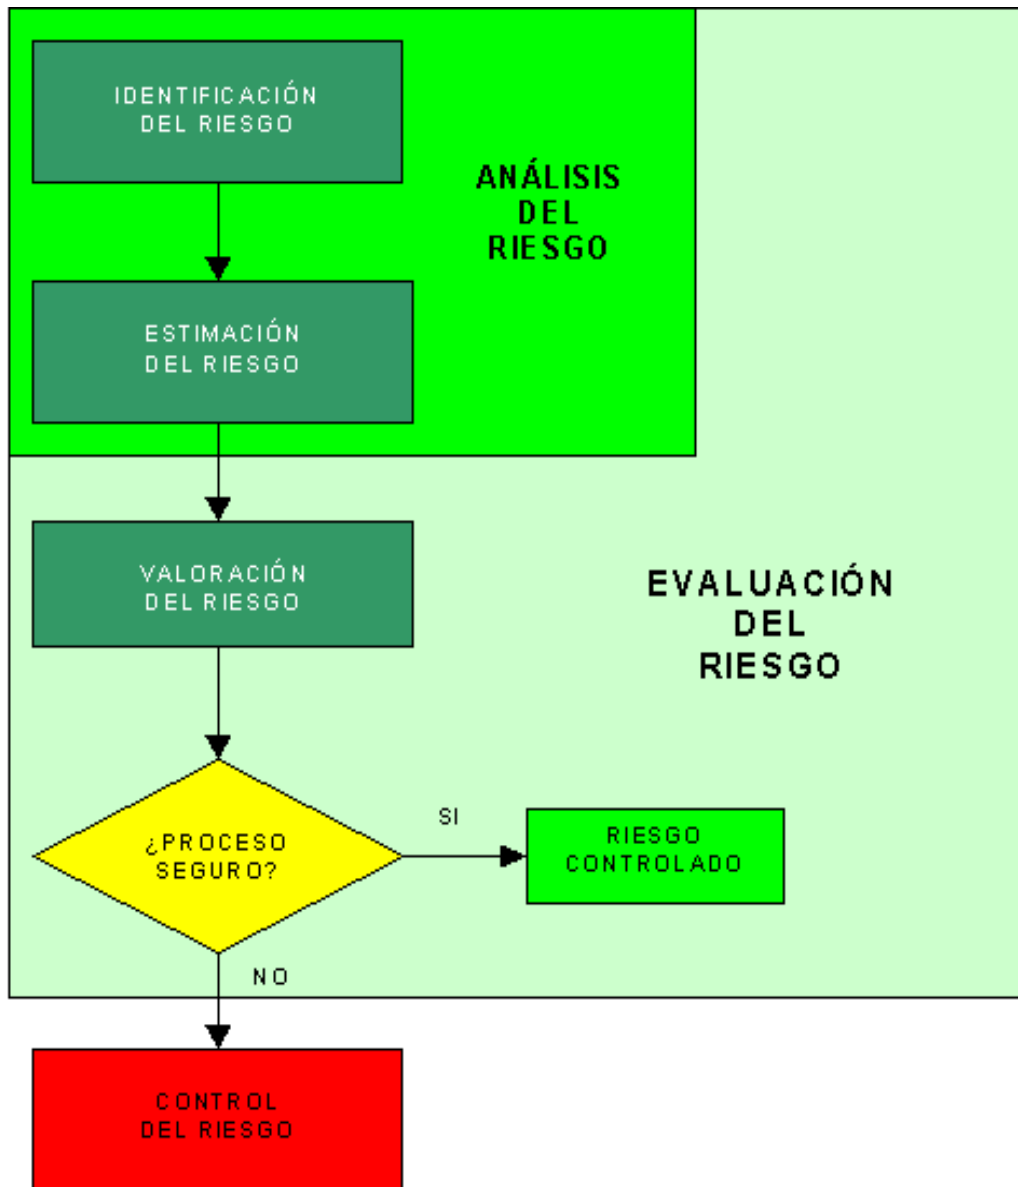 IDENTIFICACIÓN
DEL RIESGO
ANÁLISIS
DEL
RIESGO
ESTIMACIÓN
DEL RIESGO
VALORACIÓN
DEL RIESGO
EVALUACIÓN
DEL
RIESGO
¿PROCESO
SEGURO?
SI
RIESGO
CONTROLADO
NO
CONTROL
DEL RIESGO